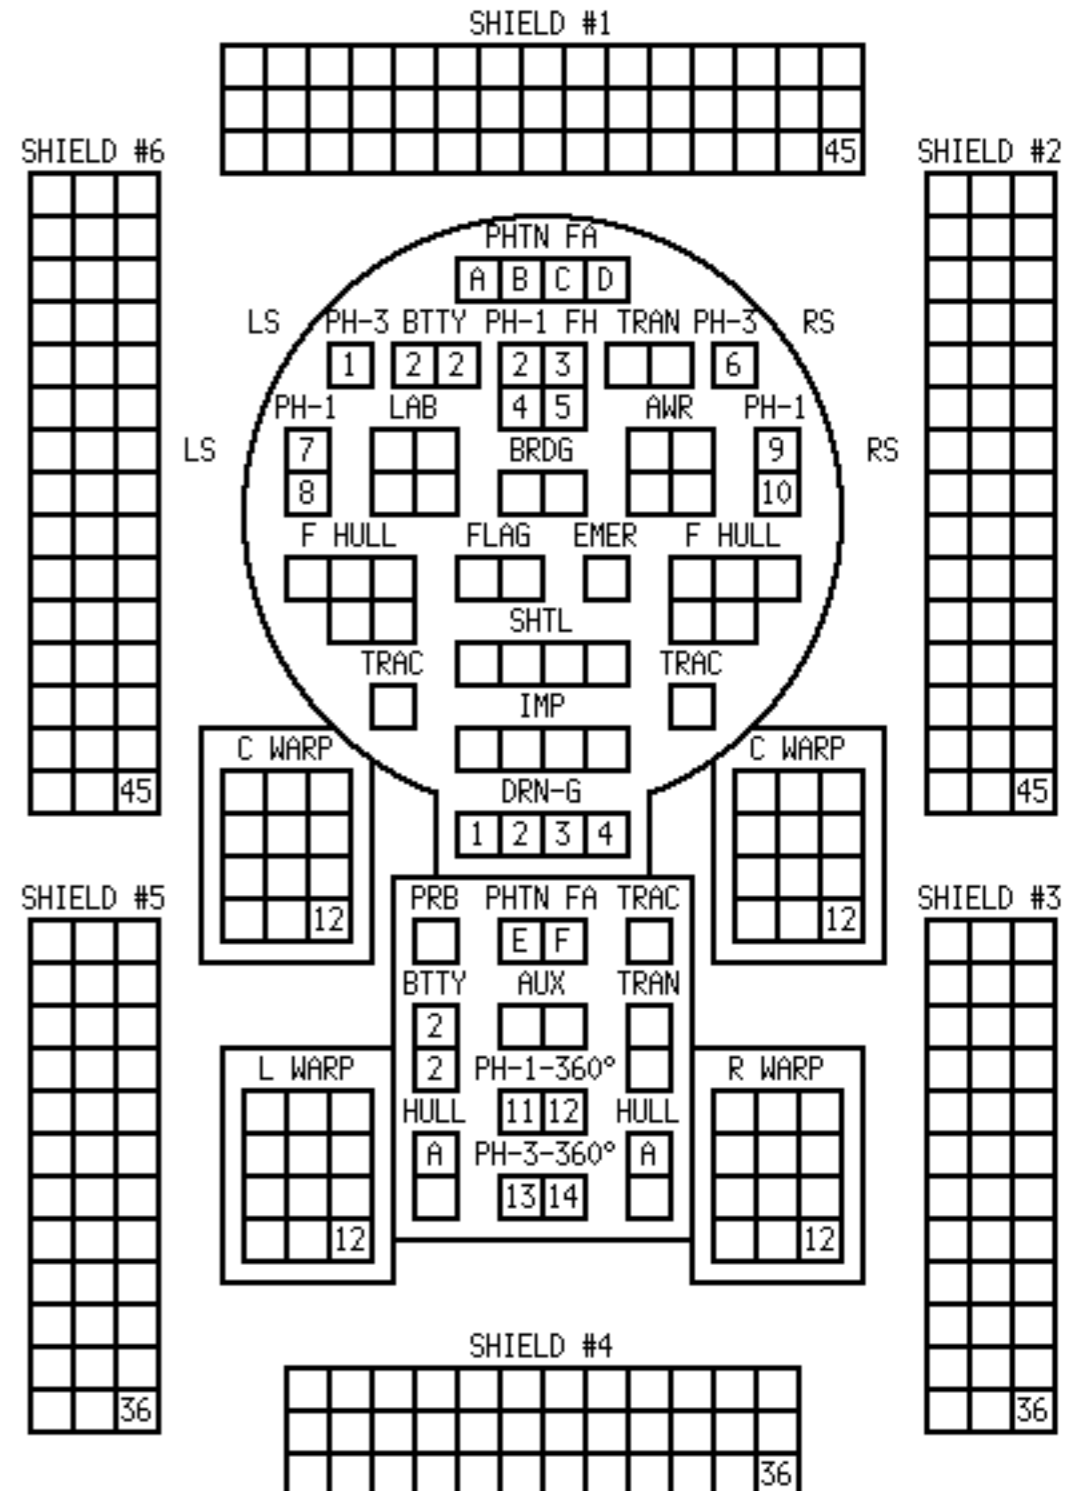 SHIELD #1
45
SHIELD #6
SHIELD #2
PHTN FA
A B C D
LS PH-3 BTTY PH-1 FH TRAN PH-3 RS
1 2 2 2 3 6
4 5
PH-1 LAB AWR PH-1
LS 7 BRDG 9 RS
8 10
F HULL FLAG EMER F HULL
SHTL
TRAC TRAC
IMP
C WARP C WARP
45 DRN-G 45
1 2 3 4
SHIELD #5 PRB PHTN FA TRAC SHIELD #3
12 E F 12
BTTY AUX TRAN
2
L WARP 2 PH-1-360° R WARP
HULL 11 12 HULL
A PH-3-360° A
13 14
12 12
SHIELD #4
36 36
36